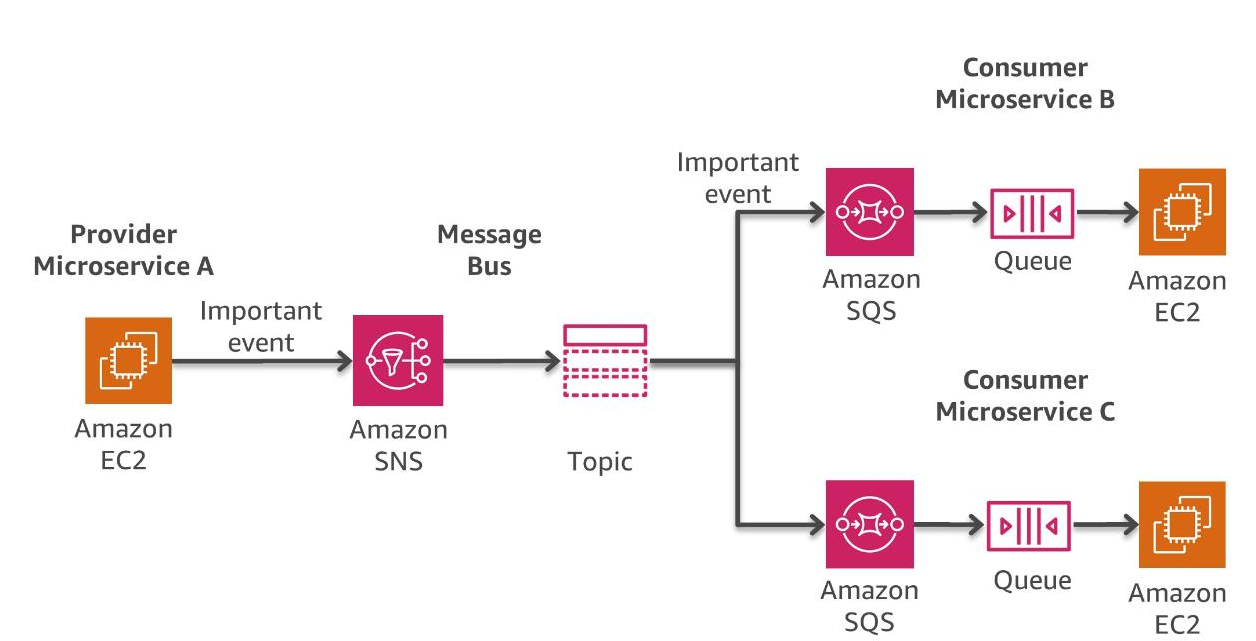 Provider
Microservice A
Important
event
Amazon
EC2
Message
Bus
Amazon
SNS
Topic
Important
event
Consumer
Microservice B
Amazon
SQS
Queue
Amazon
EC2
Consumer
Microservice C
Amazon
SQS
Queue
Amazon
EC2